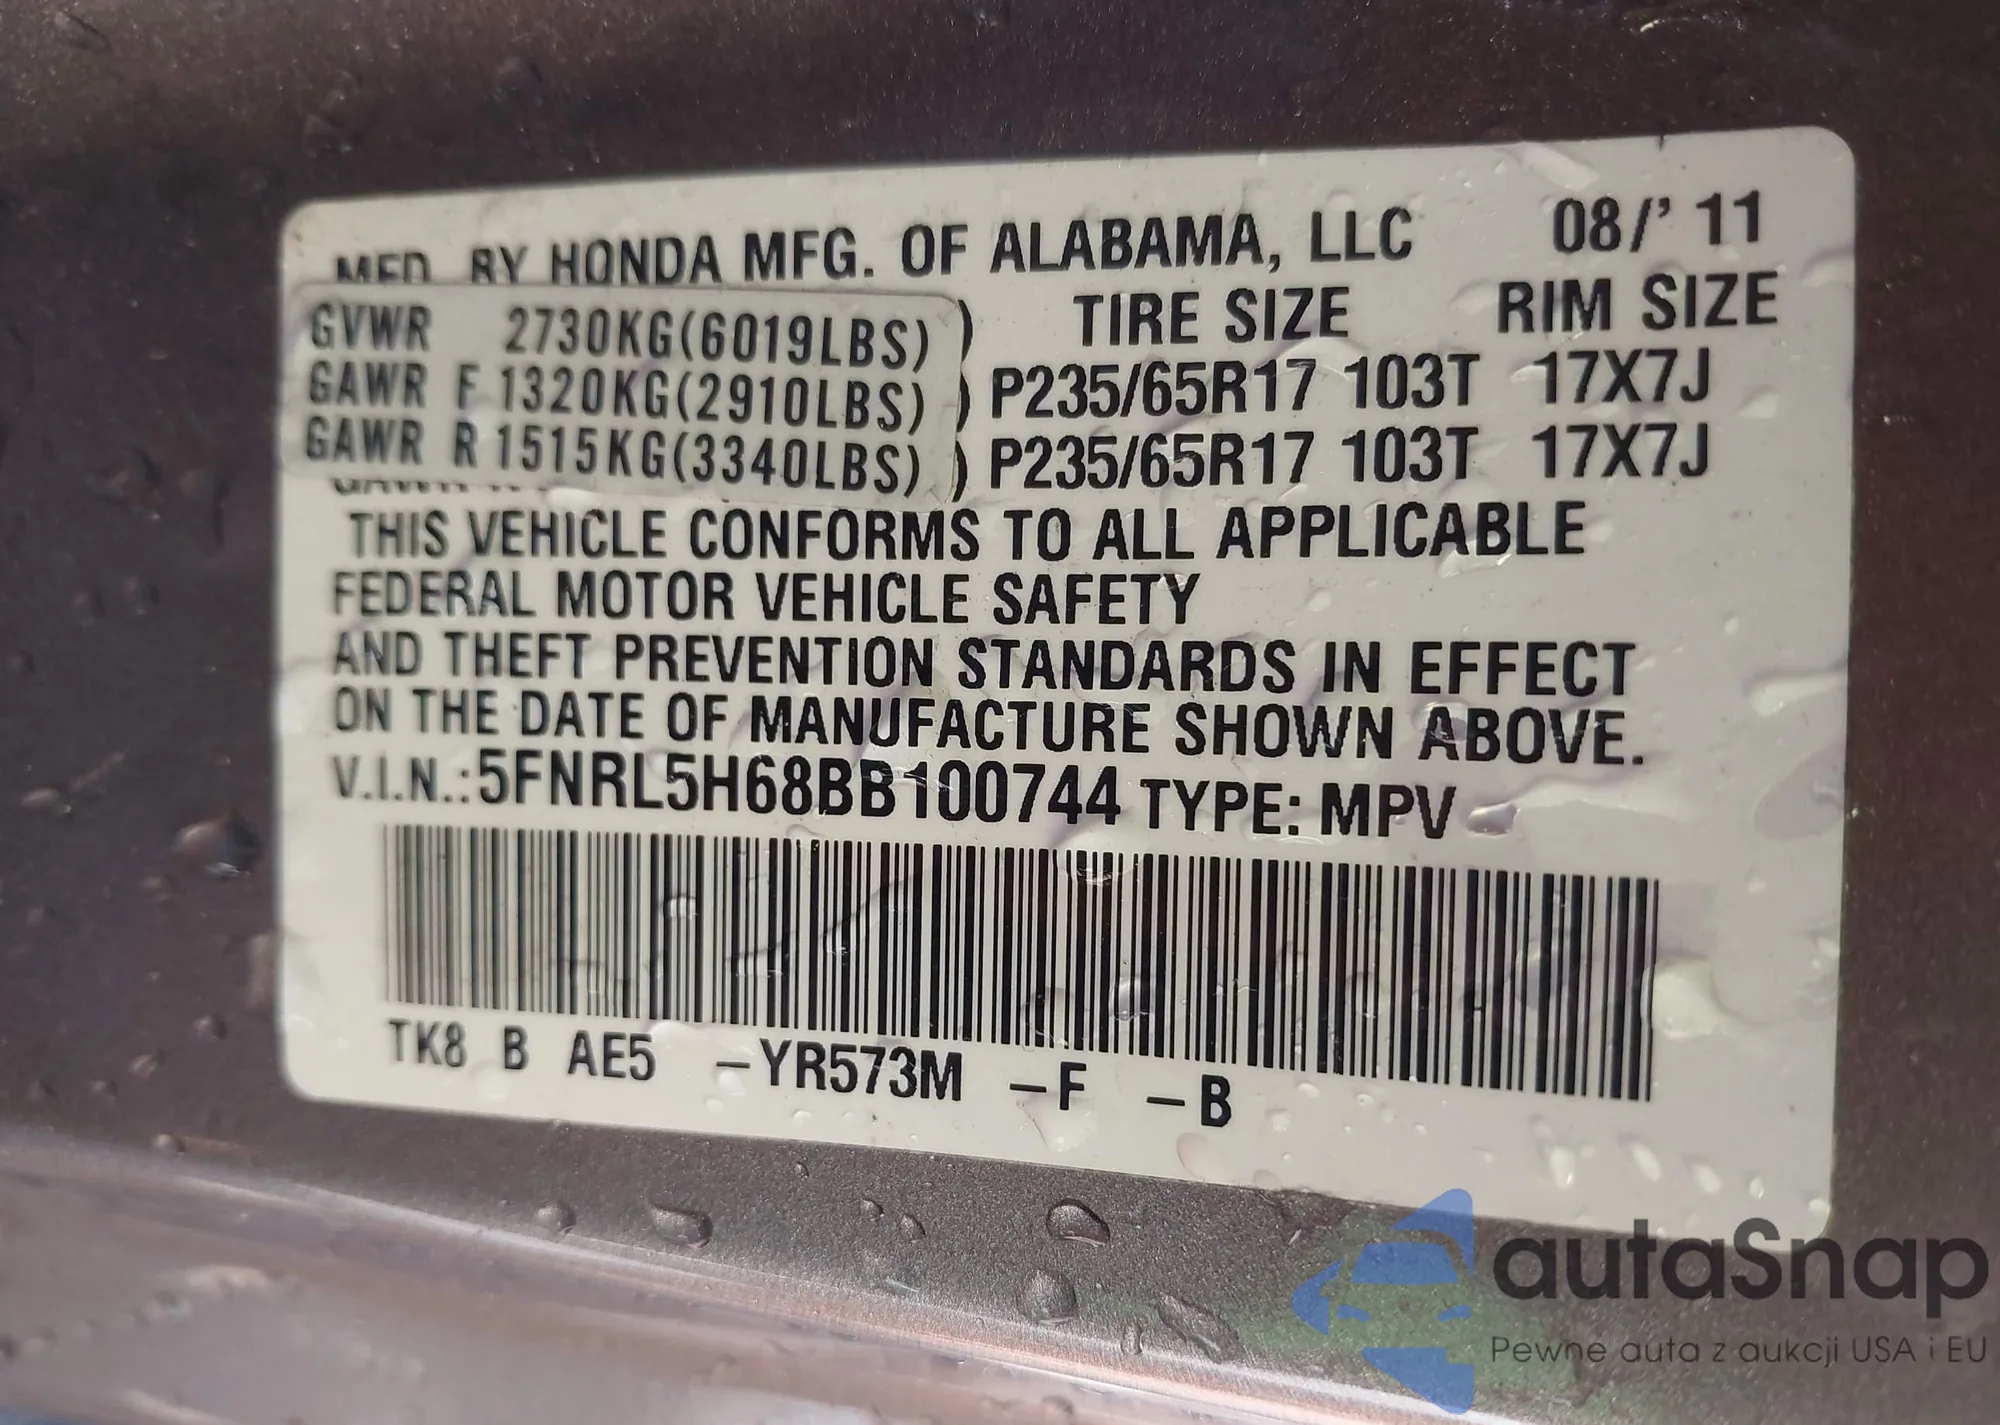 MFD. BY HONDA MFG. OF ALABAMA, LLC 08/'11
TIRE SIZE RIM SIZE
GVWR 2730KG(6019LBS) )
GAWR F 1320KG(2910LBS) ) P235/65R17 103T 17X7J
GAWR R 1515KG(3340LBS) ) P235/65R17 103T 17X7J
THIS VEHICLE CONFORMS TO ALL APPLICABLE
FEDERAL MOTOR VEHICLE SAFETY
AND THEFT PREVENTION STANDARDS IN EFFECT
ON THE DATE OF MANUFACTURE SHOWN ABOVE.
V.I.N.:5FNRL5H68BB100744 TYPE: MPV
TK8 B AE5 -YR573M -F -B
autaSnap
Pewne auta z aukcji USA i EU